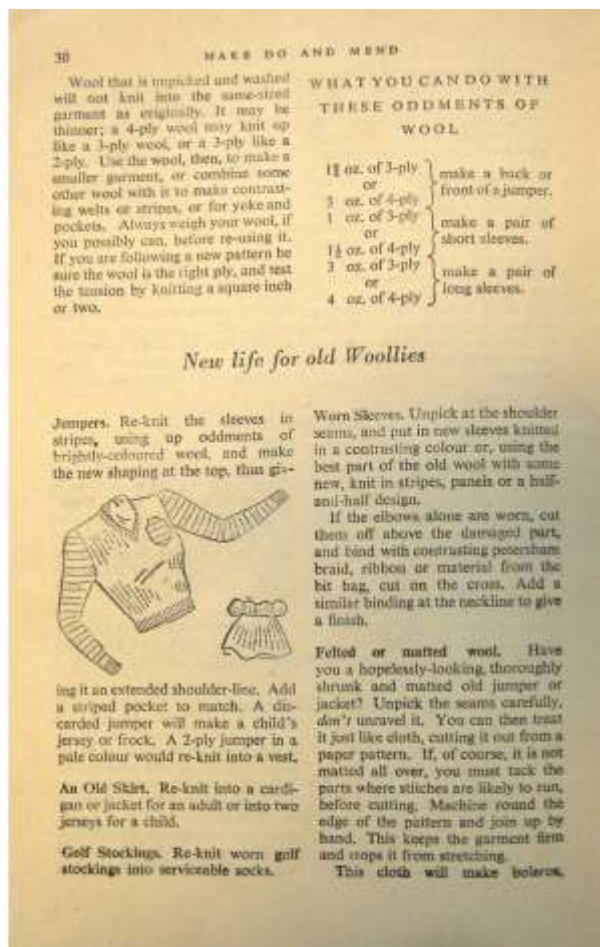 30
MAKE DO AND MEND
Wool that is unpicked and washed
will not knit into the same-sized
garment as originally. It may be
thinner; a 4-ply wool may knit up
like a 3-ply wool, or a 3-ply like a
2-ply. Use the wool, then, to make a
smaller garment, or combine some
other wool with it to make contrast-
ing welts or stripes, or for yoke and
pockets. Always weigh your wool, if
you possibly can, before re-using it.
If you are following a new pattern be
sure the wool is the right ply, and test
the tension by knitting a square inch
or two.
WHAT YOU CAN DO WITH
THESE ODDMENTS OF
WOOL
oz. of 3-ply
or
oz. of 4-ply
make a back or
front of a jumper.
1 oz. of 3-ply
or
1½ oz. of 4-ply
make a pair of
short sleeves.
3 oz. of 3-ply
or
4 oz. of 4-ply
make a pair of
long sleeves.
New life for old Woollies
Jumpers. Re-knit the sleeves in
stripes, using up oddments of
brightly-coloured wool, and make
the new shaping at the top, thus giv-
ing it an extended shoulder-line. Add
a striped pocket to match. A dis-
carded jumper will make a child's
jersey or frock. A 2-ply jumper in a
pale colour would re-knit into a vest.
An Old Skirt. Re-knit into a cardi-
gan or jacket for an adult or into two
jerseys for a child.
Golf Stockings. Re-knit worn golf
stockings into serviceable socks.
Worn Sleeves. Unpick at the shoulder
seams, and put in new sleeves knitted
in a contrasting colour or, using the
best part of the old wool with some
new, knit in stripes, panels or a half-
and-half design.
If the elbows alone are worn, cut
them off above the damaged part,
and bind with contrasting petersham
braid, ribbon or material from the
bit bag, cut on the cross. Add a
similar binding at the neckline to give
a finish.
Felted or matted wool. Have
you a hopelessly-looking, thoroughly
shrunk and matted old jumper or
jacket? Unpick the seams carefully,
don't unravel it. You can then treat
it just like cloth, cutting it out from a
paper pattern. If, of course, it is not
matted all over, you must tack the
parts where stitches are likely to run,
before cutting. Machine round the
edge of the pattern and join up by
hand. This keeps the garment firm
and stops it from stretching.
This cloth will make boleros,